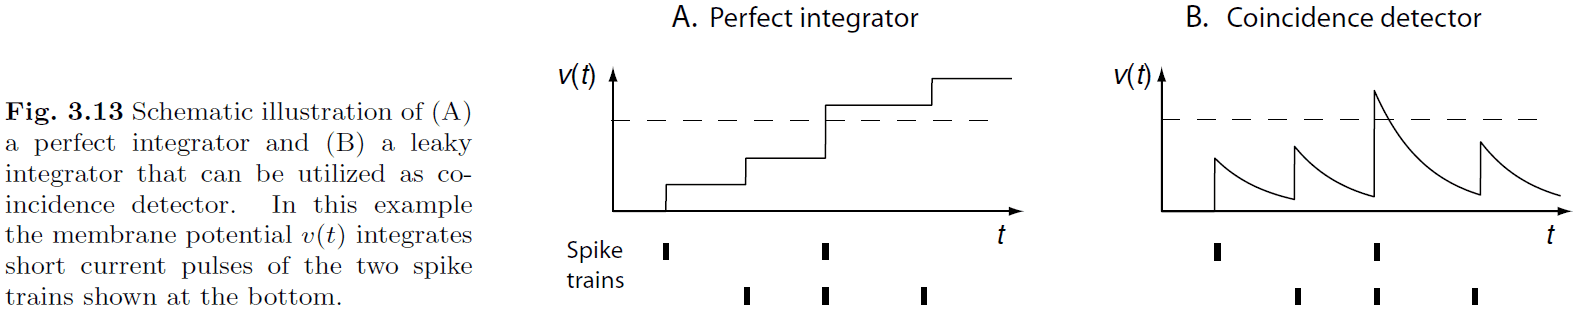 Fig. 3.13 Schematic illustration of (A)
a perfect integrator and (B) a leaky
integrator that can be utilized as co-
incidence detector. In this example
the membrane potential v(t) integrates
short current pulses of the two spike
trains shown at the bottom.
A. Perfect integrator
v(t)
t
Spike
trains
B. Coincidence detector
v(t)
t